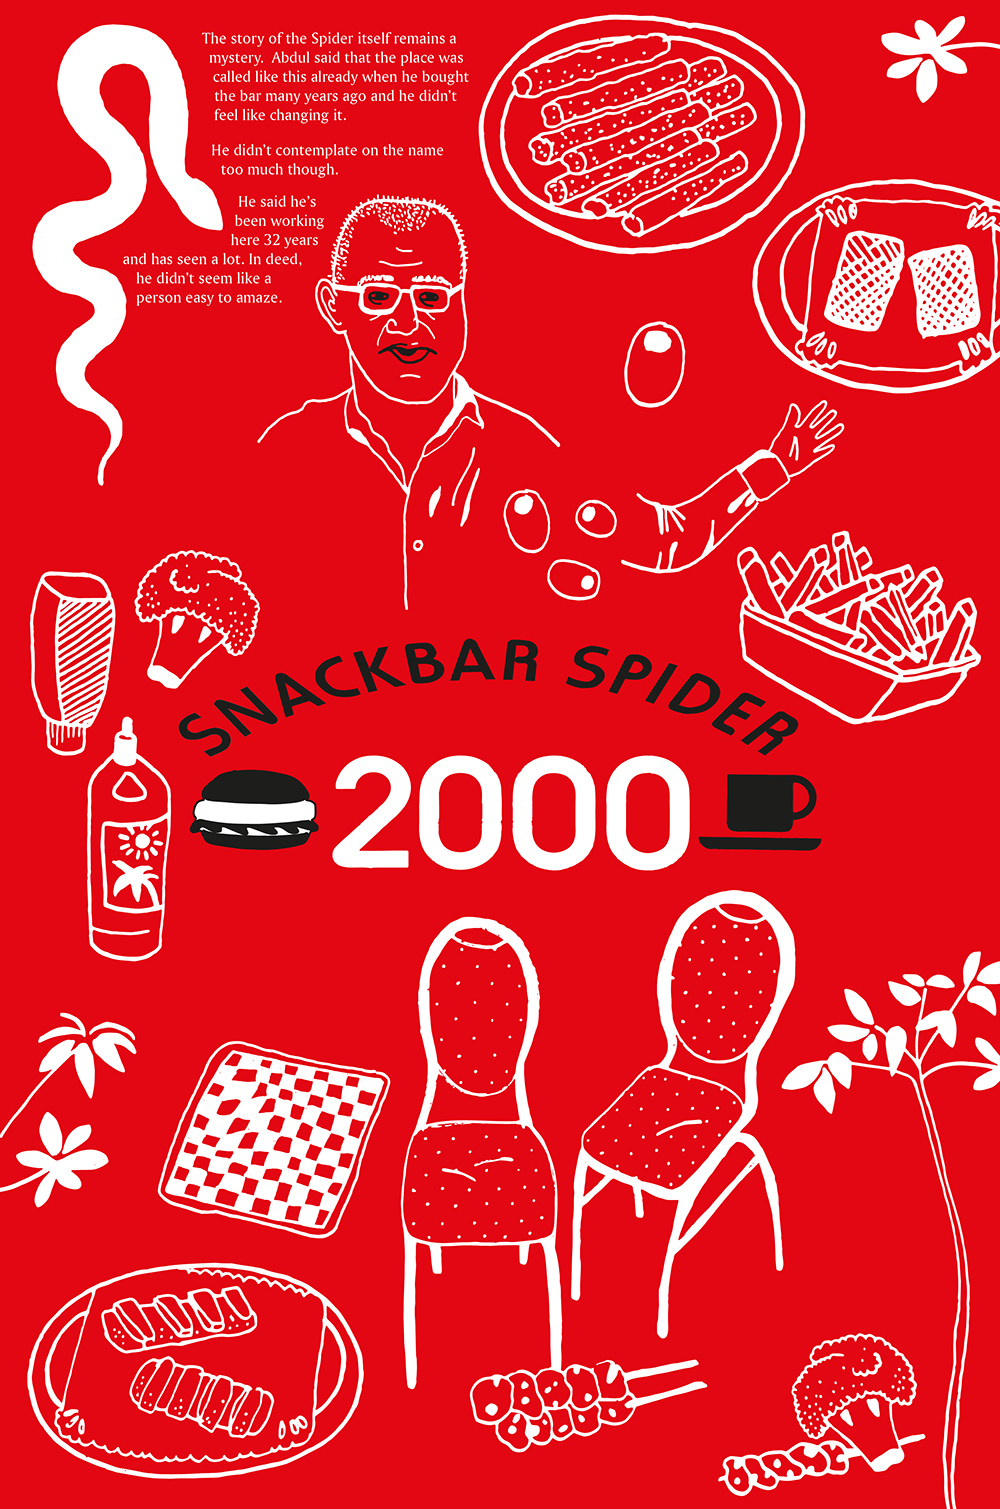 The story of the Spider itself remains a
mystery. Abdul said that the place was
called like this already when he bought
the bar many years ago and he didn't
feel like changing it.
He didn't contemplate on the name
too much though.
He said he's
been working
here 32 years
and has seen a lot. In deed,
he didn't seem like a
person easy to amaze.
SNACKBAR SPIDER
2000